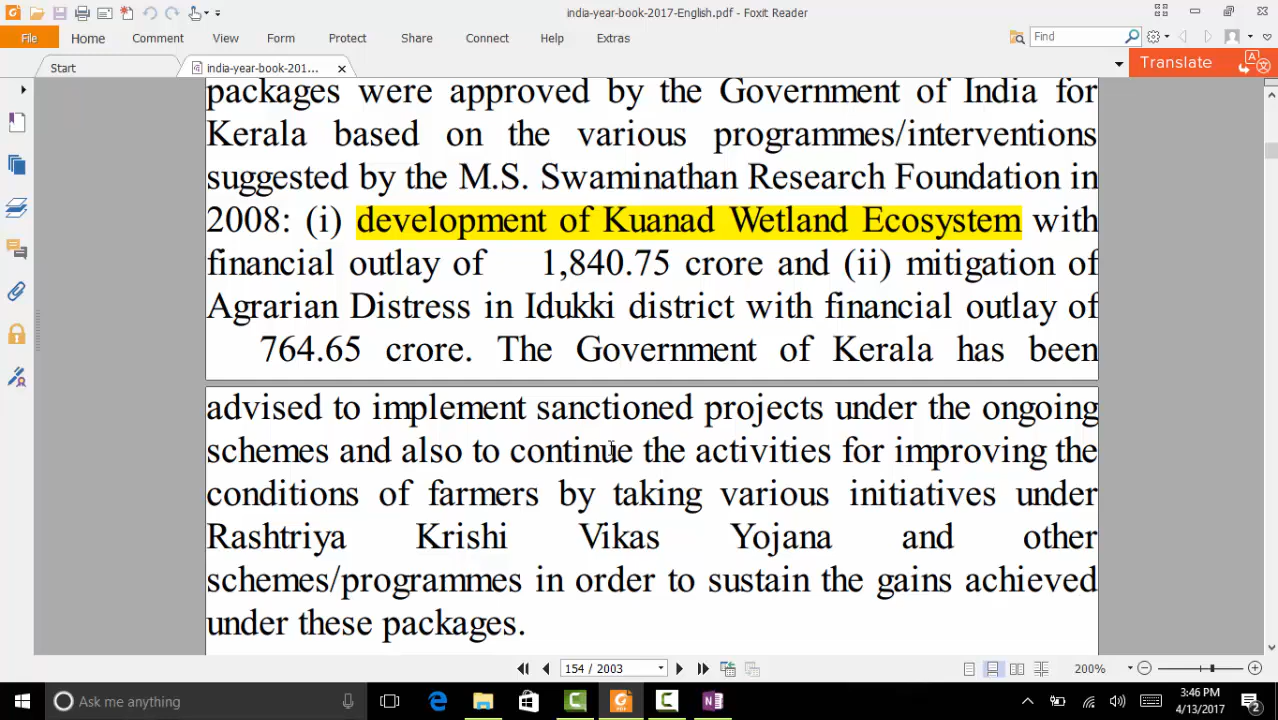 india-year-book-2017-English.pdf - Foxit Reader
File Home Comment View Form Protect Share Connect Help Extras Find
Start india-year-book-201... Translate
packages were approved by the Government of India for
Kerala based on the various programmes/interventions
suggested by the M.S. Swaminathan Research Foundation in
2008: (i) development of Kuanad Wetland Ecosystem with
financial outlay of 1,840.75 crore and (ii) mitigation of
Agrarian Distress in Idukki district with financial outlay of
764.65 crore. The Government of Kerala has been
advised to implement sanctioned projects under the ongoing
schemes and also to continue the activities for improving the
conditions of farmers by taking various initiatives under
Rashtriya Krishi Vikas Yojana and other
schemes/programmes in order to sustain the gains achieved
under these packages.
154 / 2003 200%
Ask me anything 3:46 PM
4/13/2017 2